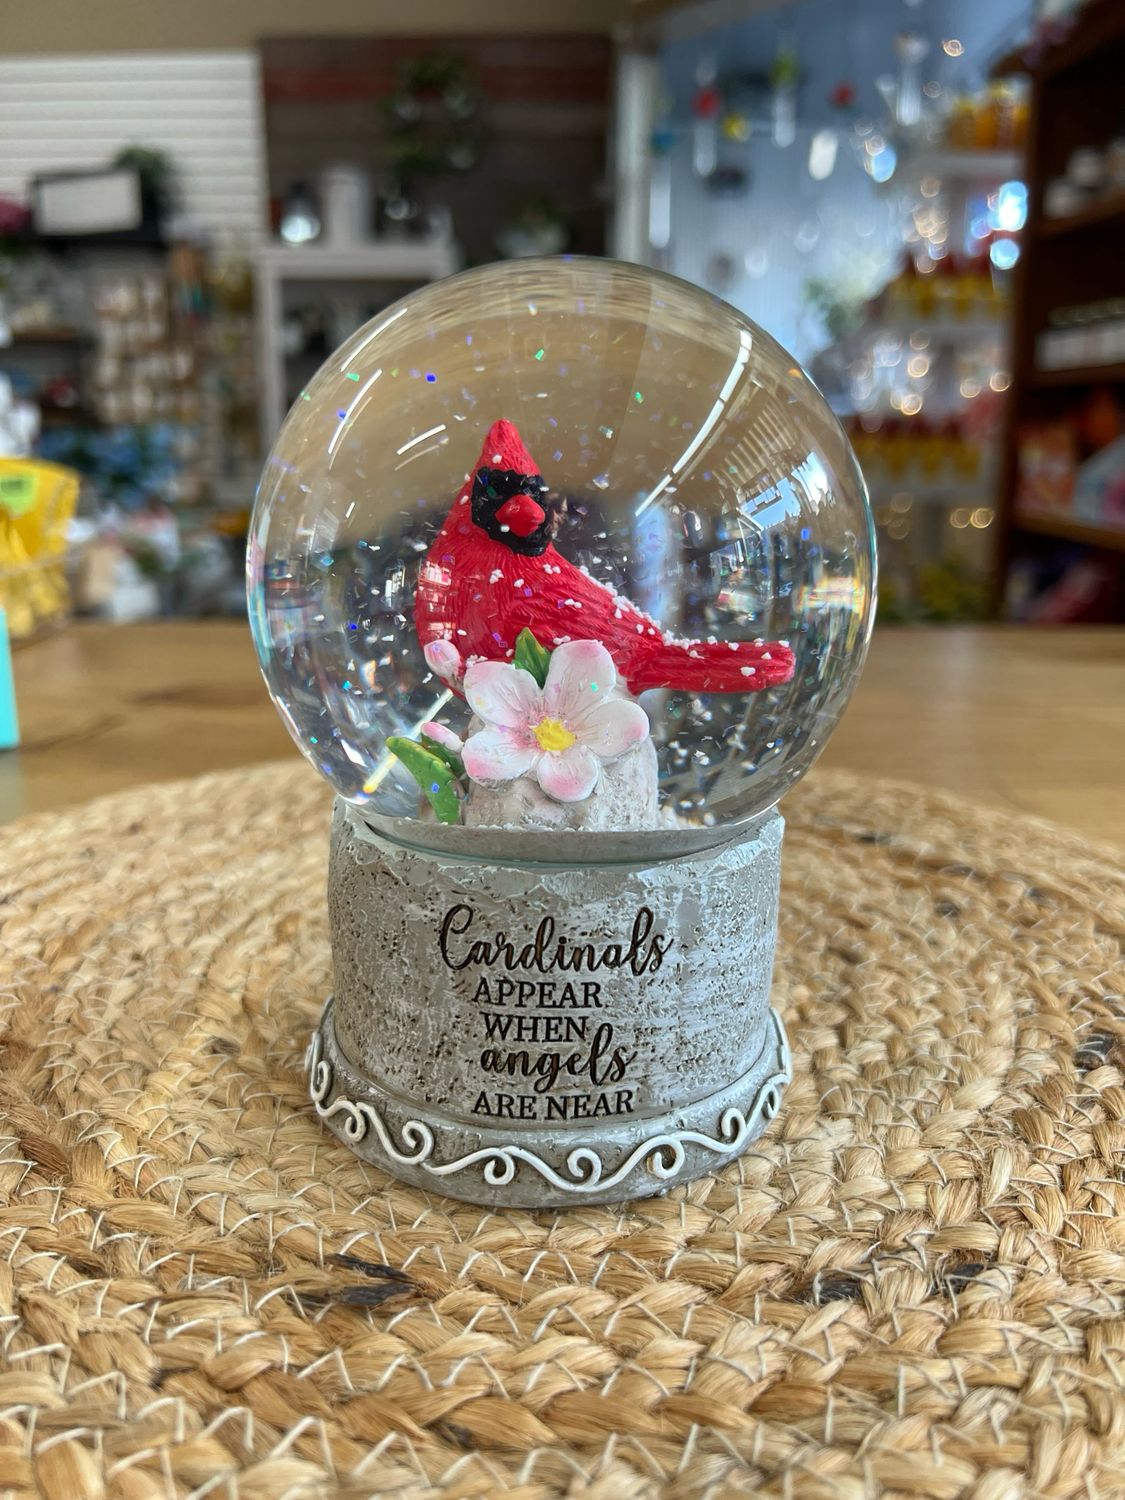 Cardinals
APPEAR
WHEN
angels
ARE NEAR